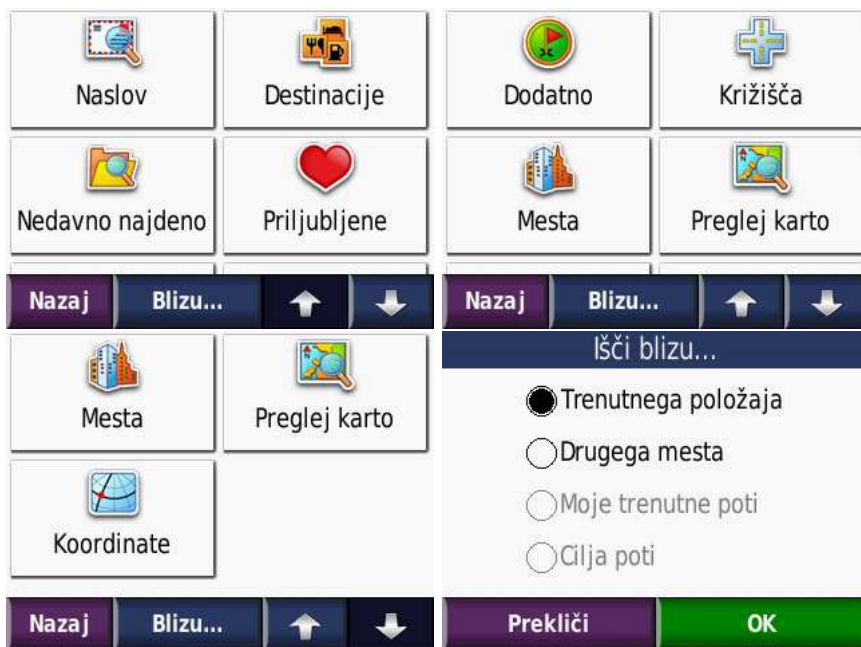 Naslov
Destinacije
Nedavno najdeno
Priljubljene
Nazaj
Blizu...
Dodatno
Križišča
Mesta
Preglej karto
Nazaj
Blizu...
Mesta
Preglej karto
Koordinate
Nazaj
Blizu...
Išči blizu...
Trenutnega položaja
Drugega mesta
Moje trenutne poti
Cilja poti
Prekliči
OK